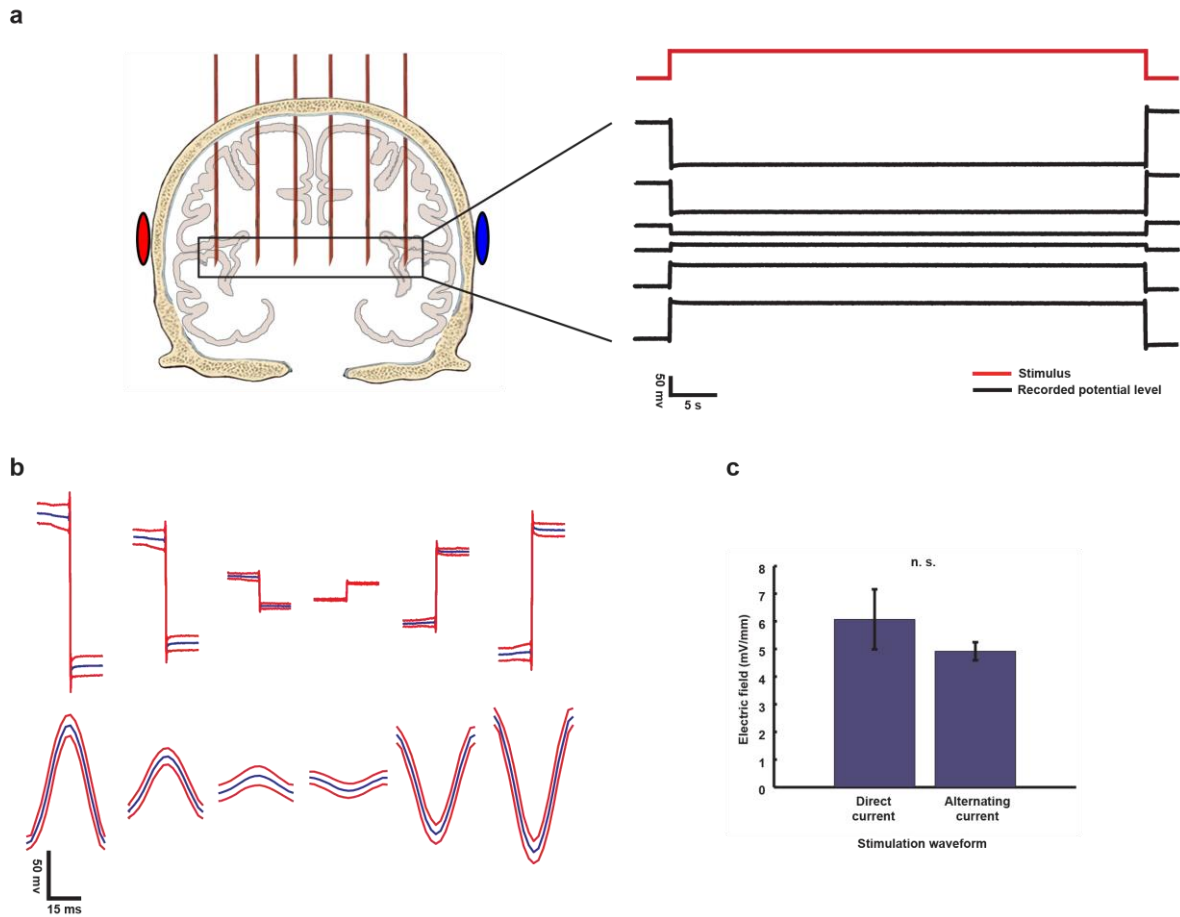 a
50 mv
5 s
Stimulus
Recorded potential level
b
50 mv
15 ms
c
n. s.
Electric field (mV/mm)
8
7
6
5
4
3
2
1
0
Direct
current
Alternating
current
Stimulation waveform